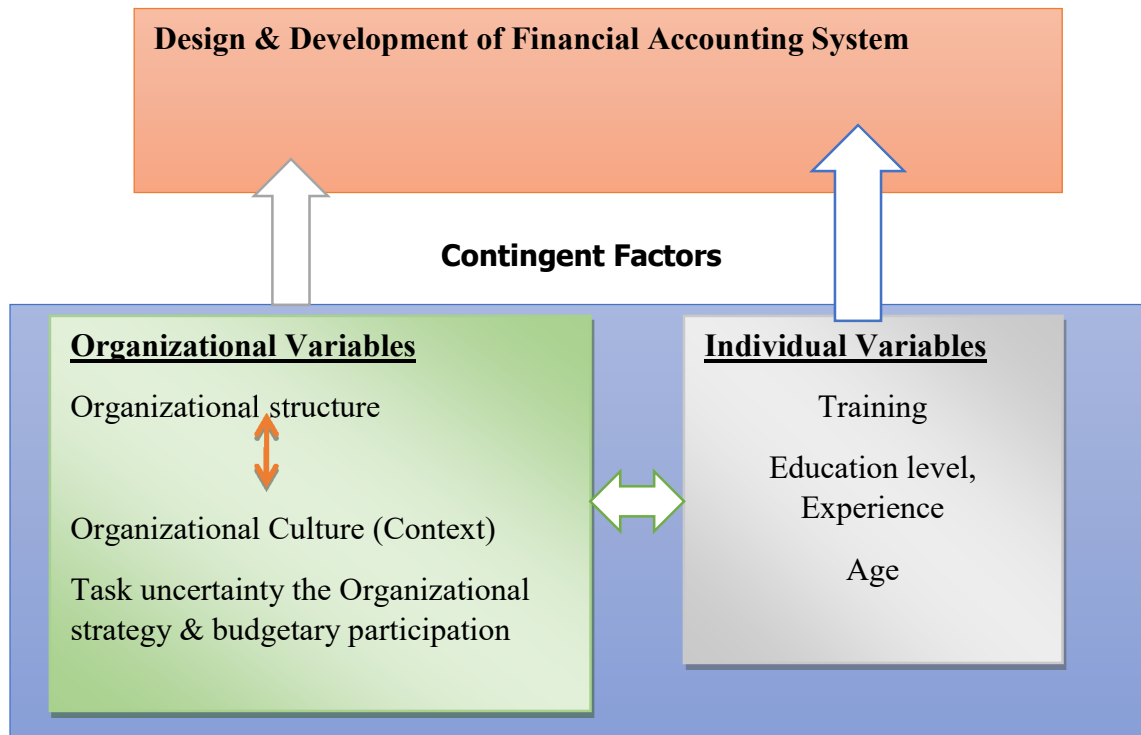 Design & Development of Financial Accounting System
Contingent Factors
Organizational Variables
Organizational structure
Organizational Culture (Context)
Task uncertainty the Organizational
strategy & budgetary participation
Individual Variables
Training
Education level,
Experience
Age